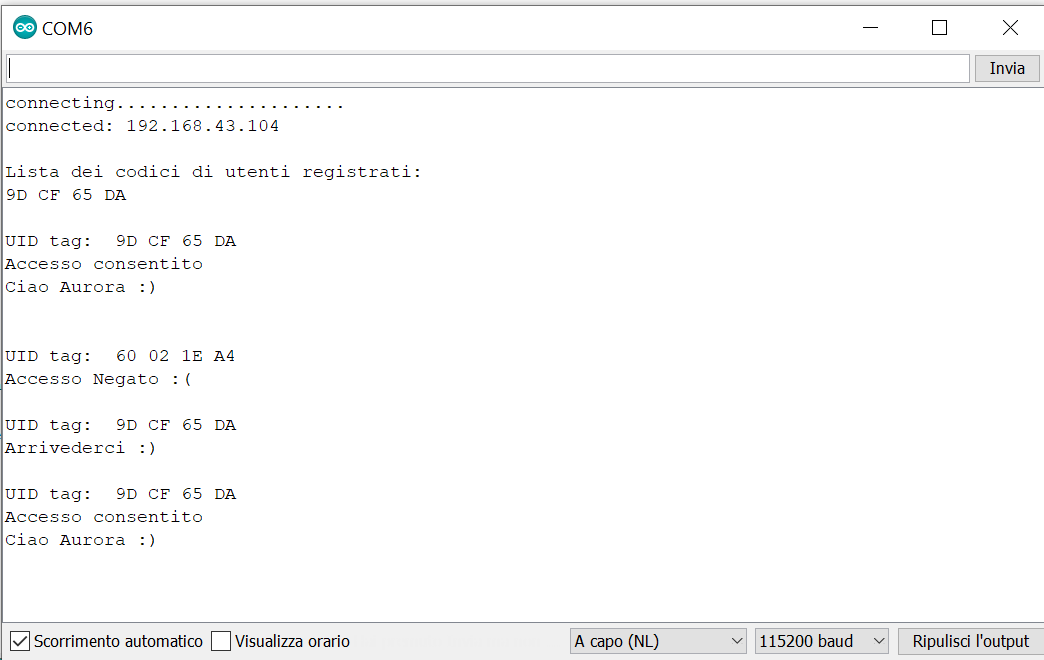 COM6
Invia
connecting.....................
connected: 192.168.43.104
Lista dei codici di utenti registrati:
9D CF 65 DA
UID tag:  9D CF 65 DA
Accesso consentito
Ciao Aurora :)
UID tag:  60 02 1E A4
Accesso Negato :(
UID tag:  9D CF 65 DA
Arrivederci :)
UID tag:  9D CF 65 DA
Accesso consentito
Ciao Aurora :)
Scorrimento automatico Visualizza orario A capo (NL) 115200 baud Ripulisci l'output